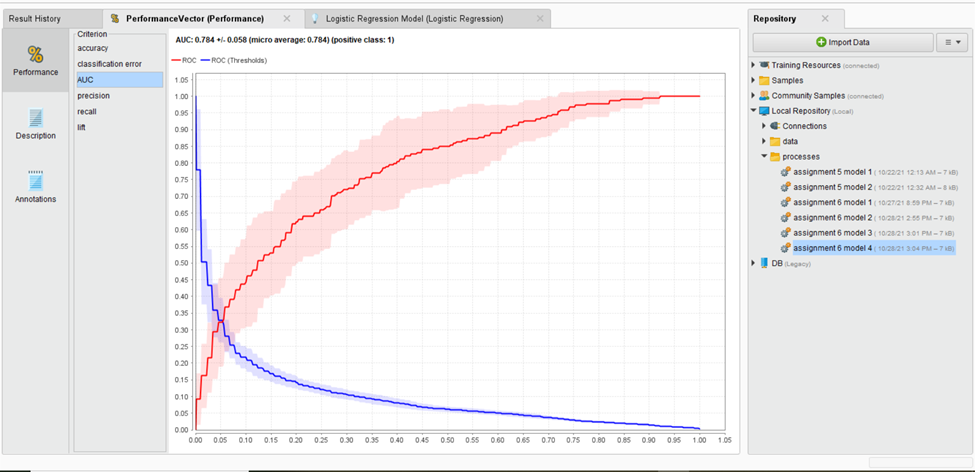 Result History
PerformanceVector (Performance)
Logistic Regression Model (Logistic Regression)
Performance
Description
Annotations
Criterion
accuracy
classification error
AUC
precision
recall
lift
AUC: 0.784 +/- 0.058 (micro average: 0.784) (positive class: 1)
ROC ROC (Thresholds)
1.05
1.00
0.95
0.90
0.85
0.80
0.75
0.70
0.65
0.60
0.55
0.50
0.45
0.40
0.35
0.30
0.25
0.20
0.15
0.10
0.05
0.00
0.00 0.05 0.10 0.15 0.20 0.25 0.30 0.35 0.40 0.45 0.50 0.55 0.60 0.65 0.70 0.75 0.80 0.85 0.90 0.95 1.00 1.05
Repository
Import Data
Training Resources (connected)
Samples
Community Samples (connected)
Local Repository (Local)
Connections
data
processes
assignment 5 model 1 (10/22/21 12:13 AM – 7 kB)
assignment 5 model 2 (10/22/21 12:32 AM – 8 kB)
assignment 6 model 1 (10/27/21 8:59 PM – 7 kB)
assignment 6 model 2 (10/28/21 2:55 PM – 7 kB)
assignment 6 model 3 (10/28/21 3:01 PM – 7 kB)
assignment 6 model 4 (10/28/21 3:04 PM – 7 kB)
DB (Legacy)